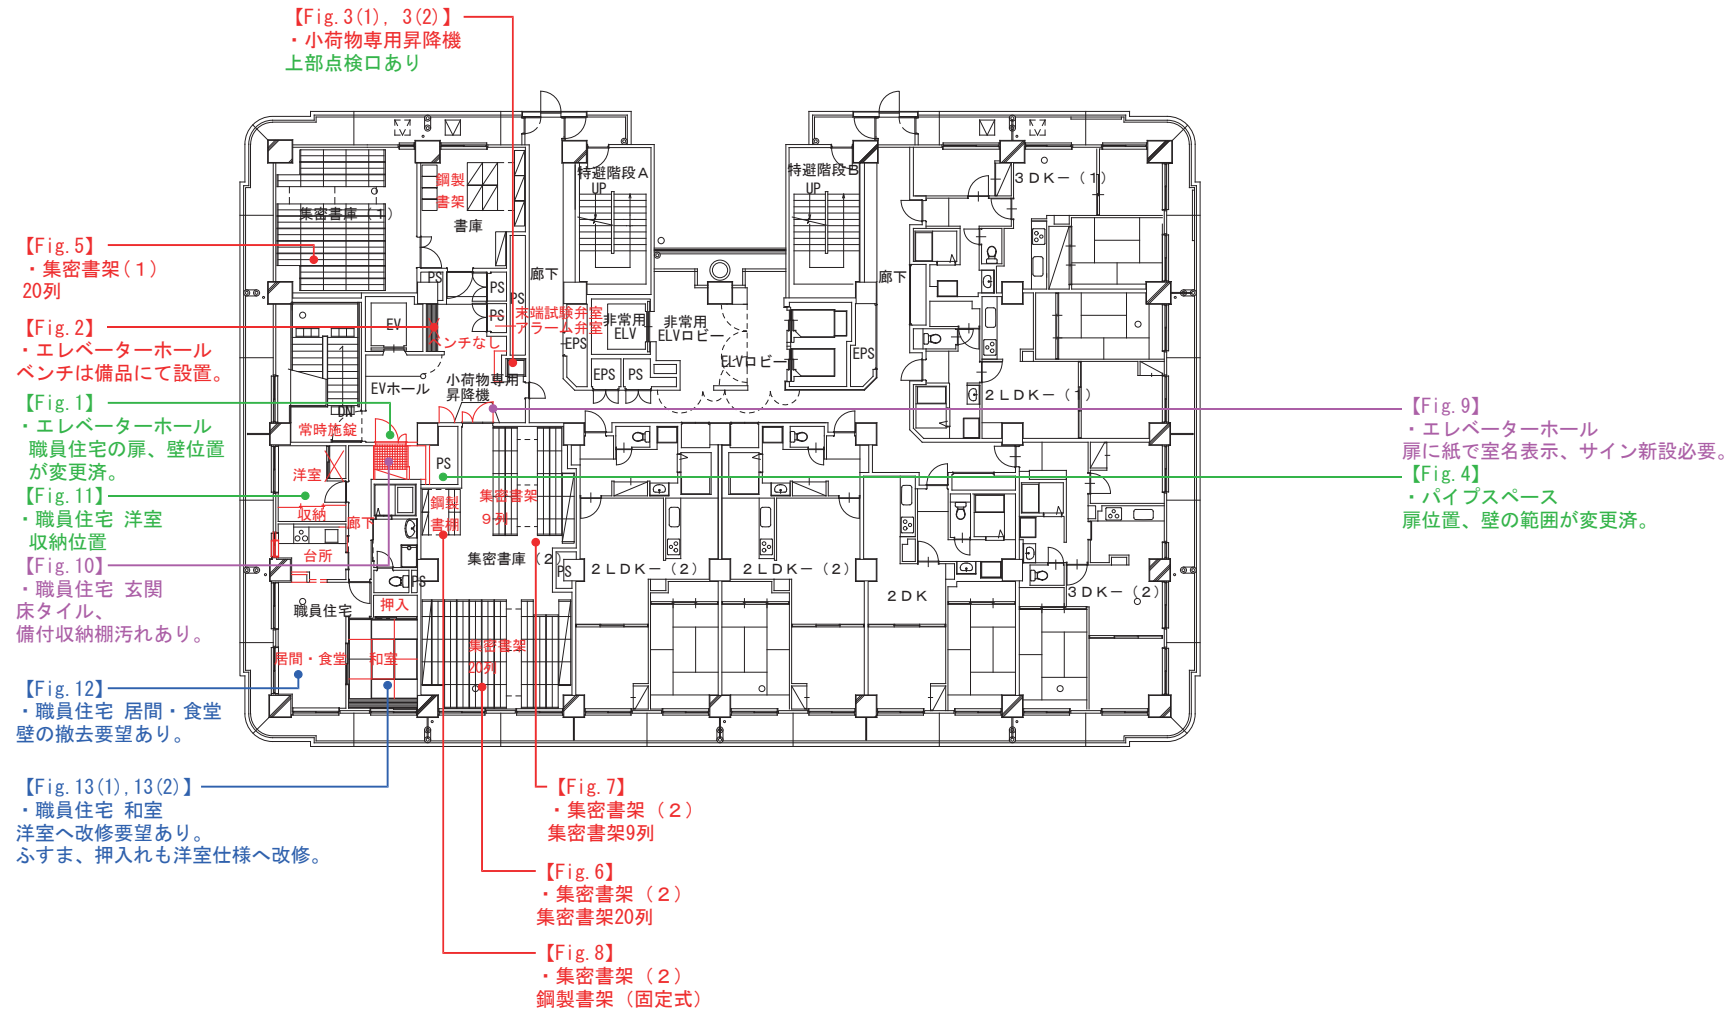 【Fig.3(1), 3(2)】
・小荷物専用昇降機
上部点検口あり
【Fig.5】
・集密書架(１)
20列
【Fig.2】
・エレベーターホール
ベンチは備品にて設置。
【Fig.1】
・エレベーターホール
職員住宅の扉、壁位置
が変更済。
【Fig.11】
・職員住宅 洋室
収納位置
【Fig.10】
・職員住宅 玄関
床タイル、
備付収納棚汚れあり。
【Fig.12】
・職員住宅 居間・食堂
壁の撤去要望あり。
【Fig.13(1),13(2)】
・職員住宅 和室
洋室へ改修要望あり。
ふすま、押入れも洋室仕様へ改修。
集密書庫(１)
鋼製
書架
書庫
PS
PS
PS
PS
廊下
特避階段Ａ
UP
特避階段Ｂ
UP
廊下
３ＤＫ－（１）
EV
ベンチなし
末端試験弁室
アラーム弁室
EPS
非常用
ELV
非常用
ELVロビー
ELVロビー
EPS
EPS
PS
EVホール
小荷物専用
昇降機
DN
常時施錠
２ＬＤＫ－（１）
洋室
収納
廊下
台所
PS
鋼製
書棚
集密書架
９列
集密書庫（２）
PS
PS
職員住宅
押入
居間・食堂
和室
集密書架
20列
２ＬＤＫ－（２）
２ＬＤＫ－（２）
２ＤＫ
３ＤＫ－（２）
【Fig.9】
・エレベーターホール
扉に紙で室名表示、サイン新設必要。
【Fig.4】
・パイプスペース
扉位置、壁の範囲が変更済。
【Fig.7】
・集密書架（２）
集密書架9列
【Fig.6】
・集密書架（２）
集密書架20列
【Fig.8】
・集密書架（２）
鋼製書架（固定式）